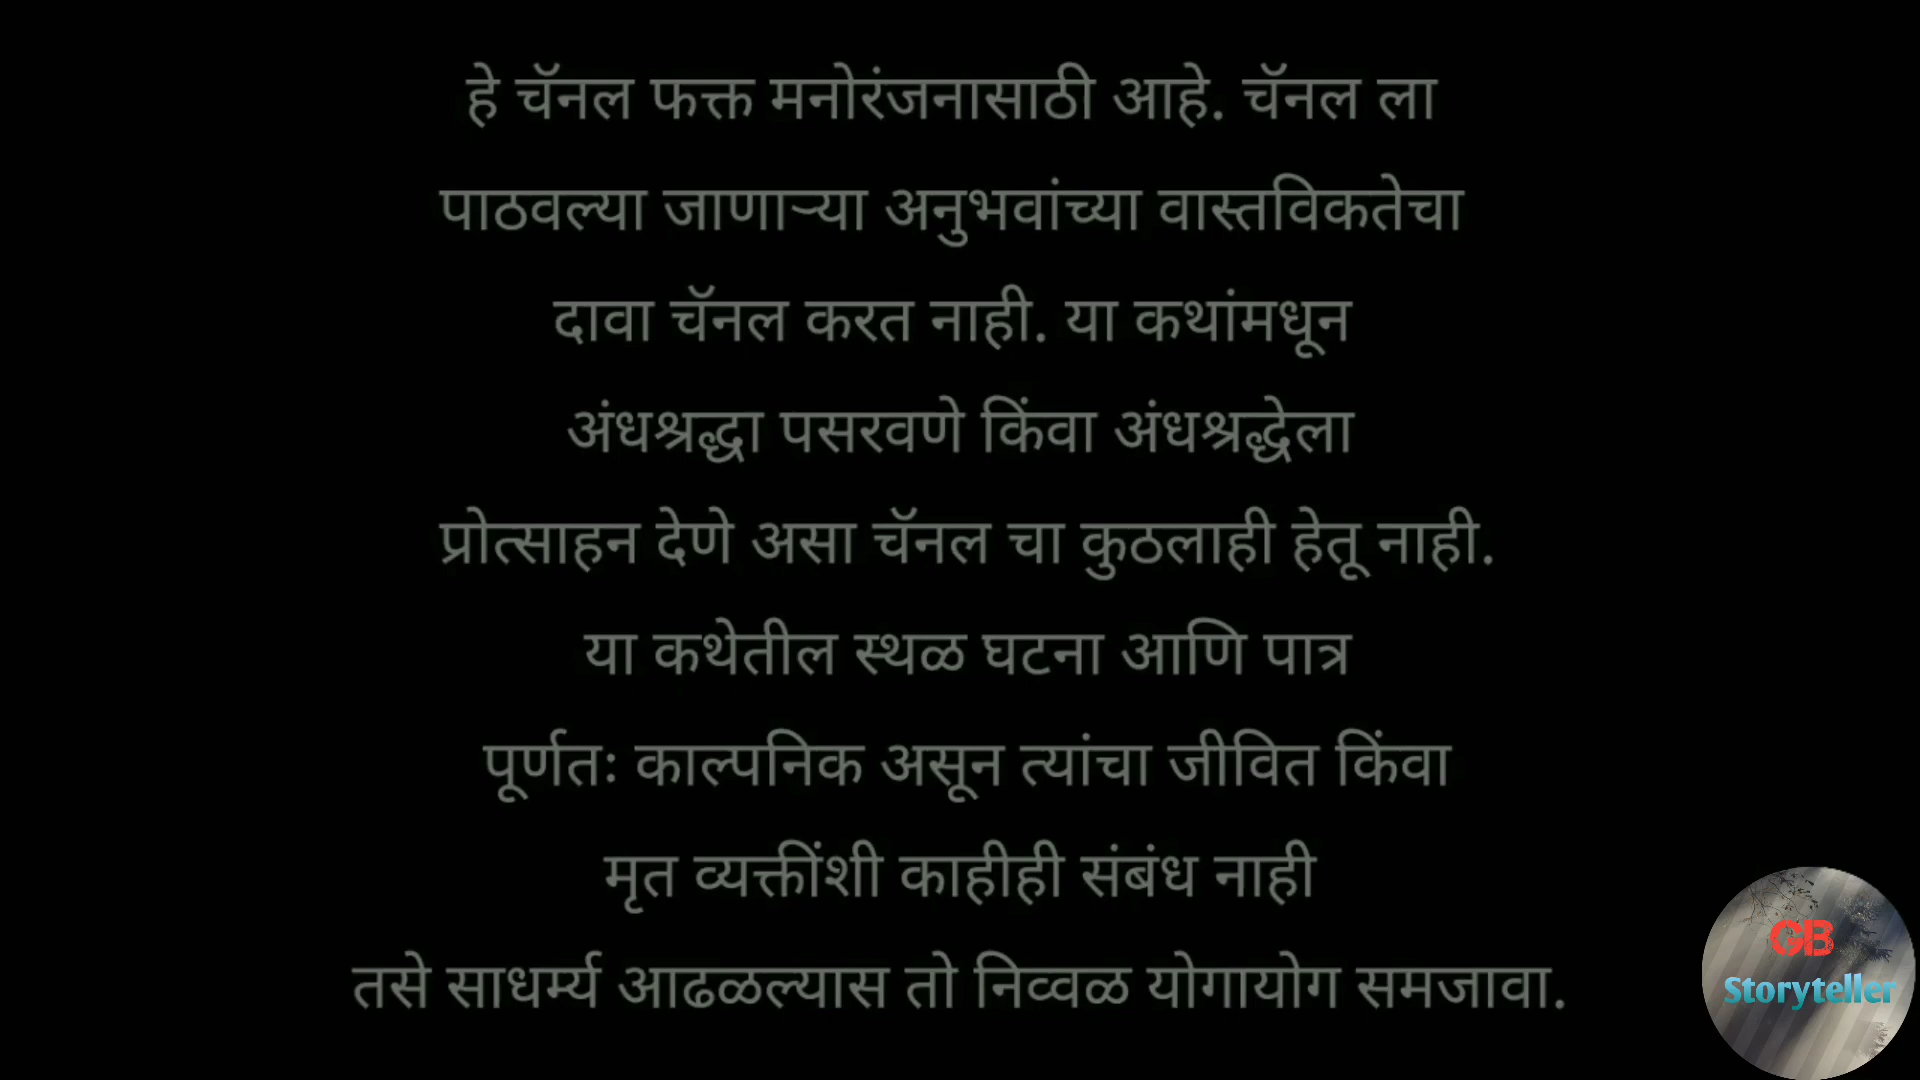 हे चॅनल फक्त मनोरंजनासाठी आहे. चॅनल ला
पाठवल्या जाणाऱ्या अनुभवांच्या वास्तविकतेचा
दावा चॅनल करत नाही. या कथांमधून
अंधश्रद्धा पसरवणे किंवा अंधश्रद्धेला
प्रोत्साहन देणे असा चॅनल चा कुठलाही हेतू नाही.
या कथेतील स्थळ घटना आणि पात्र
पूर्णतः काल्पनिक असून त्यांचा जीवित किंवा
मृत व्यक्तींशी काहीही संबंध नाही
तसे साधर्म्य आढळल्यास तो निव्वळ योगायोग समजावा.
GB
Storyteller